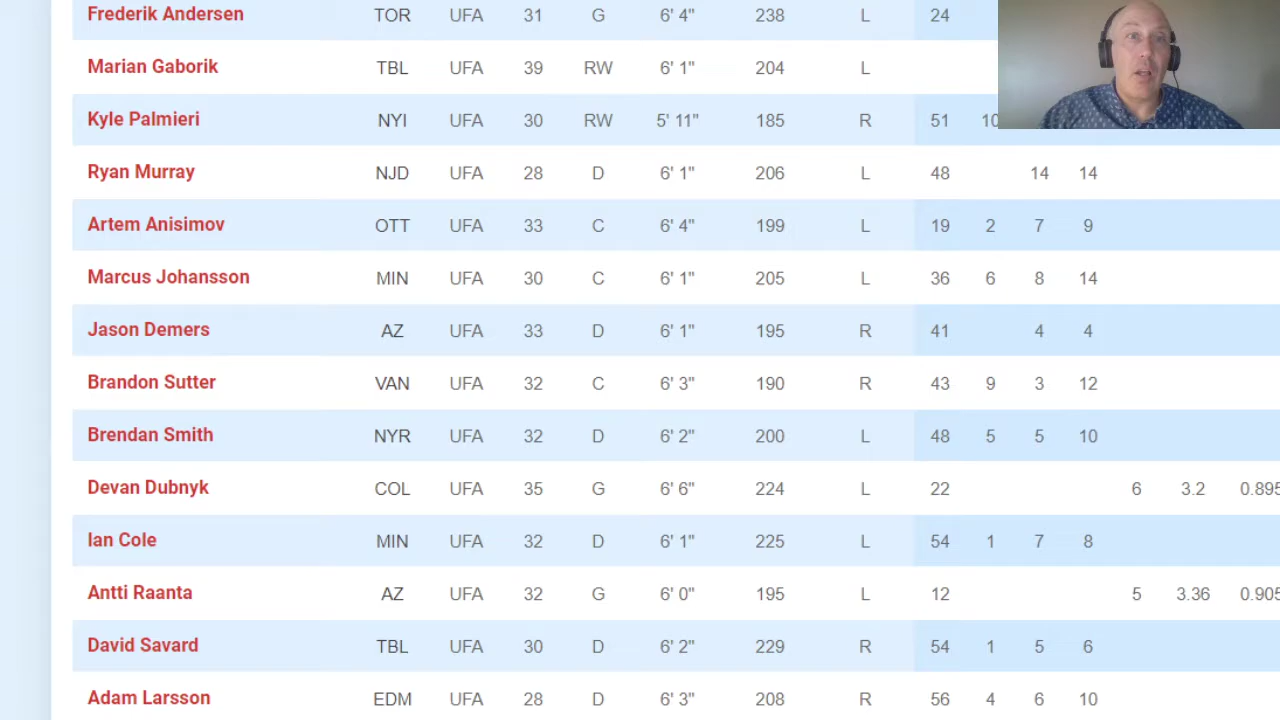 Frederik Andersen TOR UFA 31 G 6' 4" 238 L 24
Marian Gaborik TBL UFA 39 RW 6' 1" 204 L
Kyle Palmieri NYI UFA 30 RW 5' 11" 185 R 51 10
Ryan Murray NJD UFA 28 D 6' 1" 206 L 48 14 14
Artem Anisimov OTT UFA 33 C 6' 4" 199 L 19 2 7 9
Marcus Johansson MIN UFA 30 C 6' 1" 205 L 36 6 8 14
Jason Demers AZ UFA 33 D 6' 1" 195 R 41 4 4
Brandon Sutter VAN UFA 32 C 6' 3" 190 R 43 9 3 12
Brendan Smith NYR UFA 32 D 6' 2" 200 L 48 5 5 10
Devan Dubnyk COL UFA 35 G 6' 6" 224 L 22 6 3.2 0.895
Ian Cole MIN UFA 32 D 6' 1" 225 L 54 1 7 8
Antti Raanta AZ UFA 32 G 6' 0" 195 L 12 5 3.36 0.905
David Savard TBL UFA 30 D 6' 2" 229 R 54 1 5 6
Adam Larsson EDM UFA 28 D 6' 3" 208 R 56 4 6 10